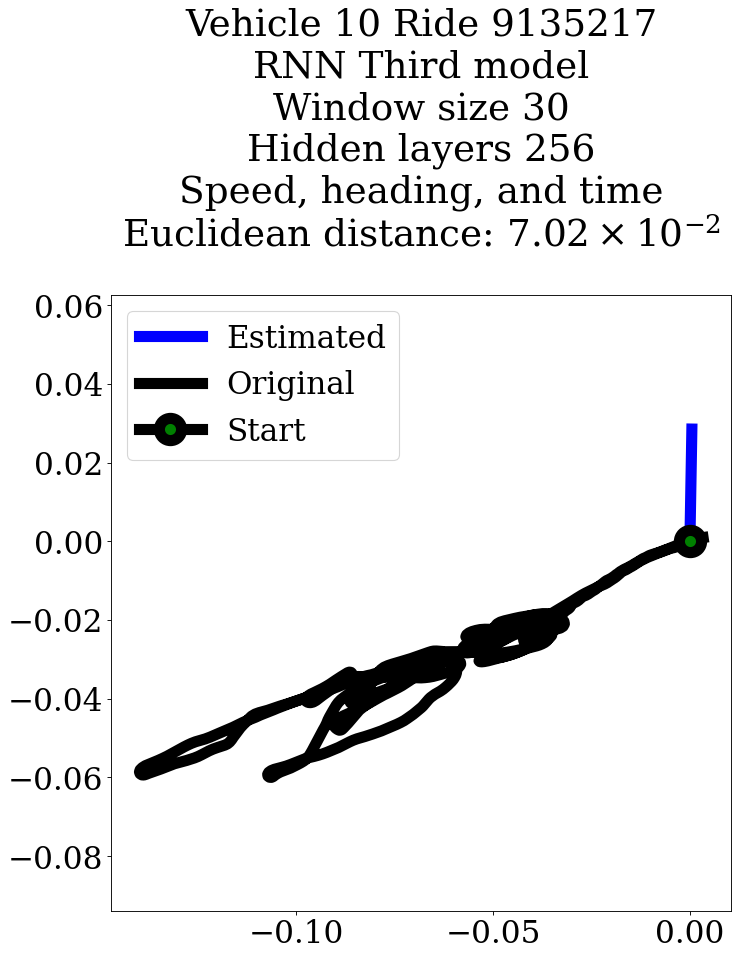 Vehicle 10 Ride 9135217
RNN Third model
Window size 30
Hidden layers 256
Speed, heading, and time
Euclidean distance: 7.02 × 10⁻²
0.06
0.04
0.02
0.00
−0.02
−0.04
−0.06
−0.08
Estimated
Original
Start
−0.10
−0.05
0.00